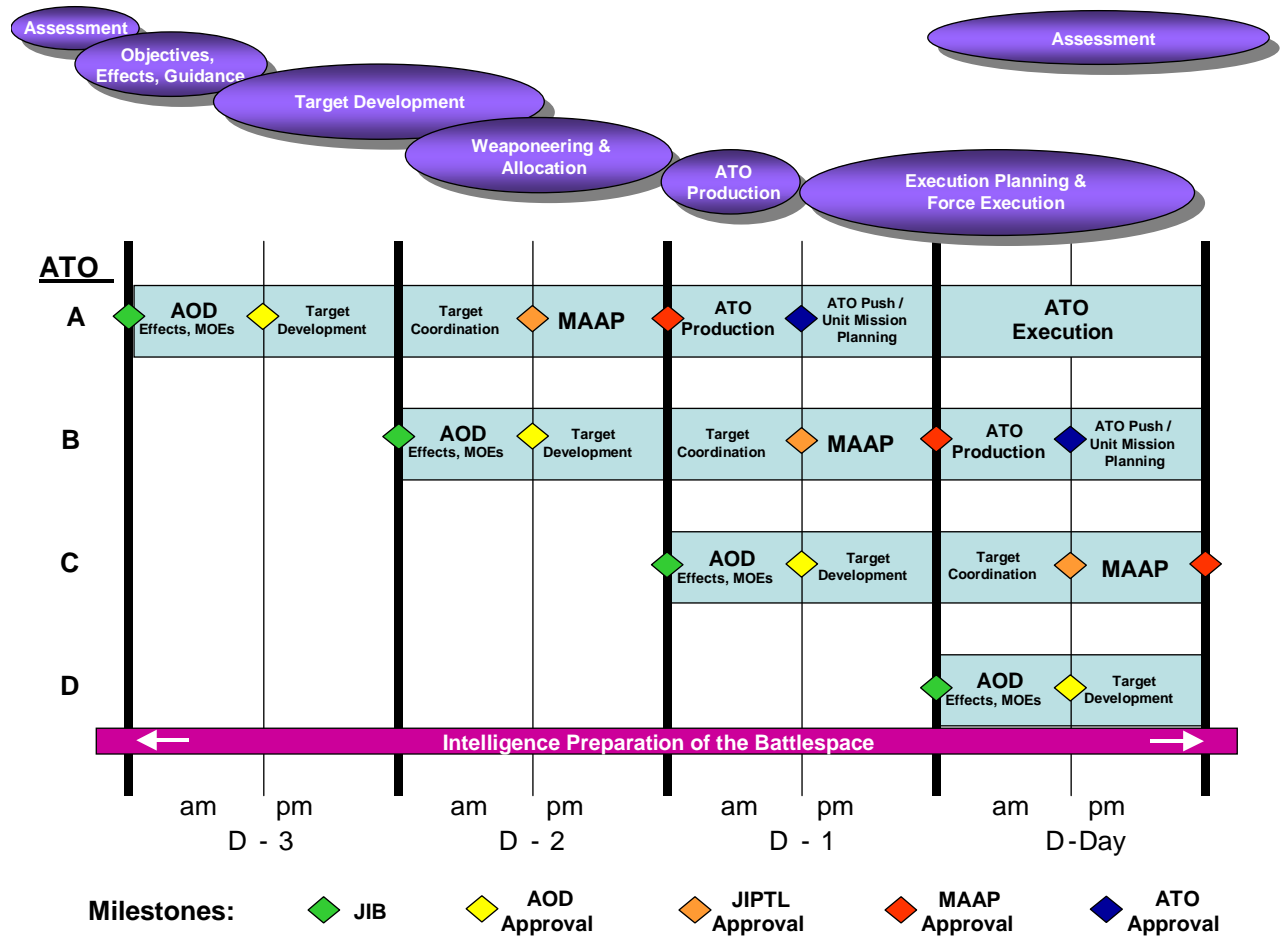 Assessment
Assessment
Objectives,
Effects, Guidance
Target Development
Weaponeering &
Allocation
ATO
Production
Execution Planning &
Force Execution
ATO
A
AOD
Effects, MOEs
Target
Development
Target
Coordination
MAAP
ATO
Production
ATO Push /
Unit Mission
Planning
ATO
Execution
B
AOD
Effects, MOEs
Target
Development
Target
Coordination
MAAP
ATO
Production
ATO Push /
Unit Mission
Planning
C
AOD
Effects, MOEs
Target
Development
Target
Coordination
MAAP
D
AOD
Effects, MOEs
Target
Development
Intelligence Preparation of the Battlespace
am pm am pm am pm am pm
D - 3 D - 2 D - 1 D-Day
Milestones:
JIB
AOD
Approval
JIPTL
Approval
MAAP
Approval
ATO
Approval